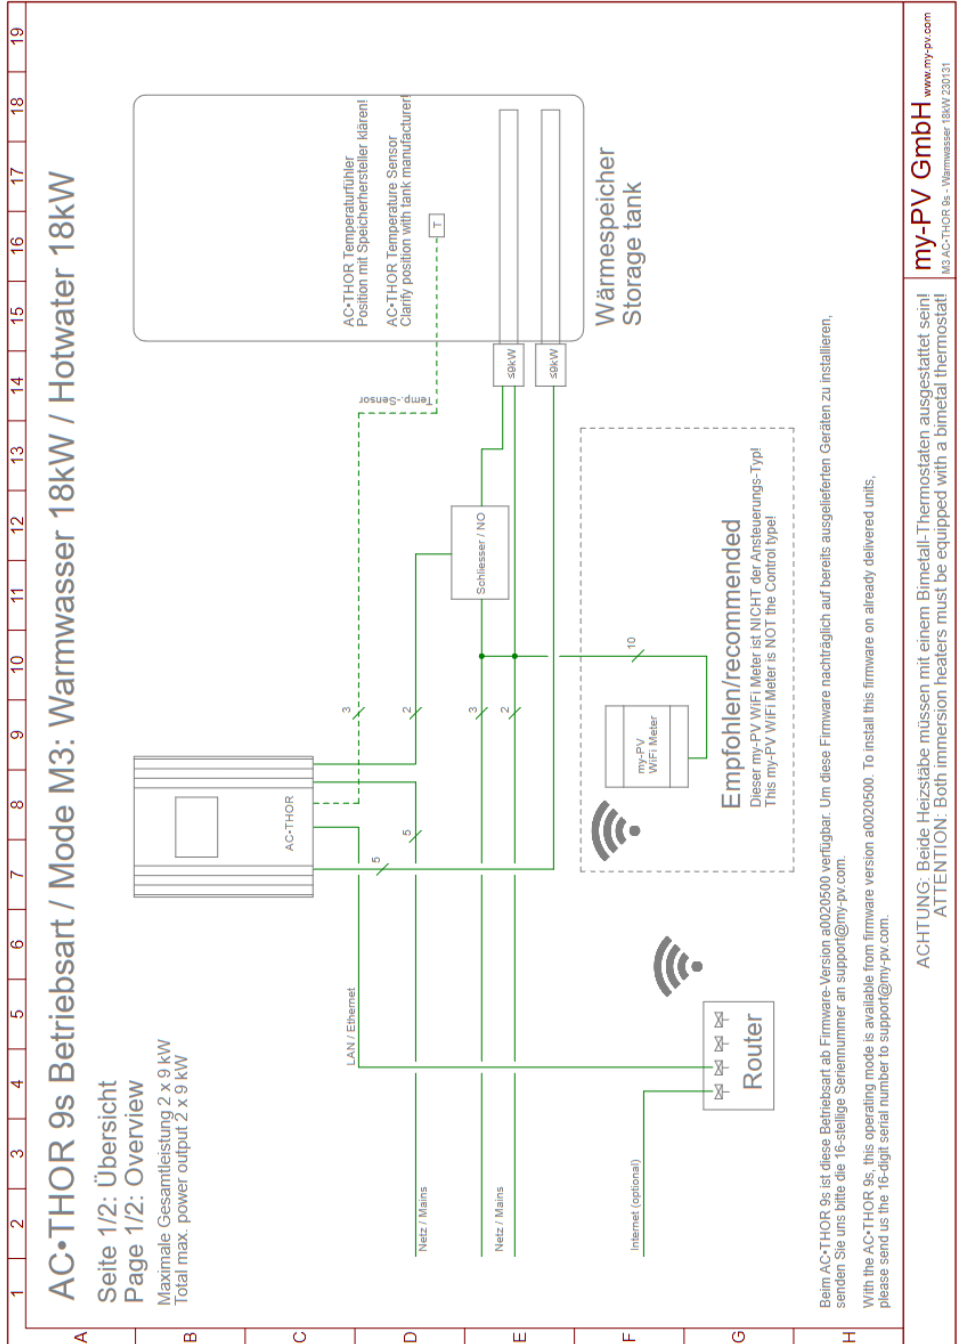 1 2 3 4 5 6 7 8 9 10 11 12 13 14 15 16 17 18 19
A
B
C
D
E
F
G
H
AC•THOR 9s Betriebsart / Mode M3: Warmwasser 18kW / Hotwater 18kW
Seite 1/2: Übersicht
Page 1/2: Overview
Maximale Gesamtleistung 2 x 9 kW
Total max. power output 2 x 9 kW
AC•THOR
AC•THOR Temperaturfühler
Position mit Speicherhersteller klären!
AC•THOR Temperature Sensor
Clarify position with tank manufacturer!
T
Temp.-Sensor
LAN / Ethernet
3
2
5
5
3
2
10
Netz / Mains
Netz / Mains
Schliesser / NO
≤9kW
≤9kW
Wärmespeicher
Storage tank
Internet (optional)
Router
my-PV
WiFi Meter
Empfohlen/recommended
Dieser my-PV WiFi Meter ist NICHT der Ansteuerungs-Typ!
This my-PV WiFi Meter is NOT the Control type!
Beim AC•THOR 9s ist diese Betriebsart ab Firmware-Version a0020500 verfügbar. Um diese Firmware nachträglich auf bereits ausgelieferten Geräten zu installieren,
senden Sie uns bitte die 16-stellige Seriennummer an support@my-pv.com.
With the AC•THOR 9s, this operating mode is available from firmware version a0020500. To install this firmware on already delivered units,
please send us the 16-digit serial number to support@my-pv.com.
ACHTUNG: Beide Heizstäbe müssen mit einem Bimetall-Thermostaten ausgestattet sein!
ATTENTION: Both immersion heaters must be equipped with a bimetal thermostat!
my-PV GmbH www.my-pv.com
M3 AC•THOR 9s - Warmwasser 18kW 230131